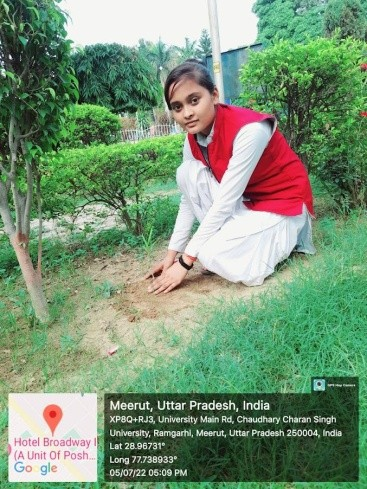 GPS Map Camera
Meerut, Uttar Pradesh, India
XP8Q+RJ3, University Main Rd, Chaudhary Charan Singh
University, Ramgarhi, Meerut, Uttar Pradesh 250004, India
Lat 28.96731°
Long 77.738933°
05/07/22 05:09 PM
Hotel Broadway I
(A Unit Of Posh...
Google